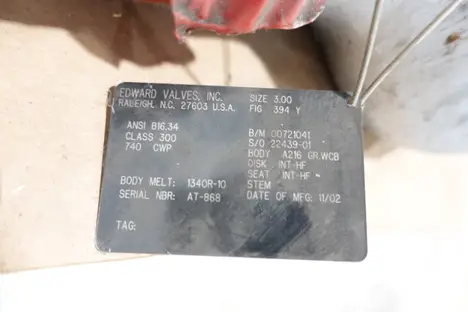 EDWARD VALVES, INC.
RALEIGH, N.C. 27603 U.S.A.
SIZE 3.00
FIG 394 Y
ANSI B16.34
CLASS 300
740 CWP
B/M 00721041
S/O 22439-01
BODY A216 GR.WCB
DISK INT-HF
SEAT INT-HF
STEM
DATE OF MFG: 11/02
BODY MELT: 1340R-10
SERIAL NBR: AT-868
TAG: